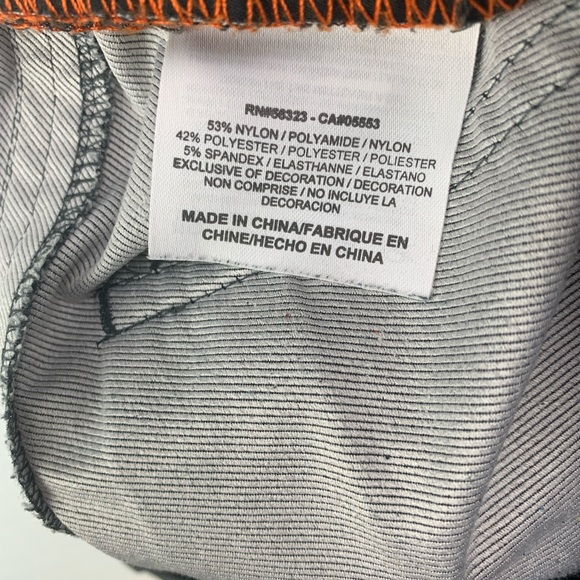 RN#56323 - CA#05553
53% NYLON / POLYAMIDE / NYLON
42% POLYESTER / POLYESTER / POLIESTER
5% SPANDEX / ELASTHANNE / ELASTANO
EXCLUSIVE OF DECORATION / DECORATION
NON COMPRISE / NO INCLUYE LA
DECORACION
MADE IN CHINA/FABRIQUE EN
CHINE/HECHO EN CHINA